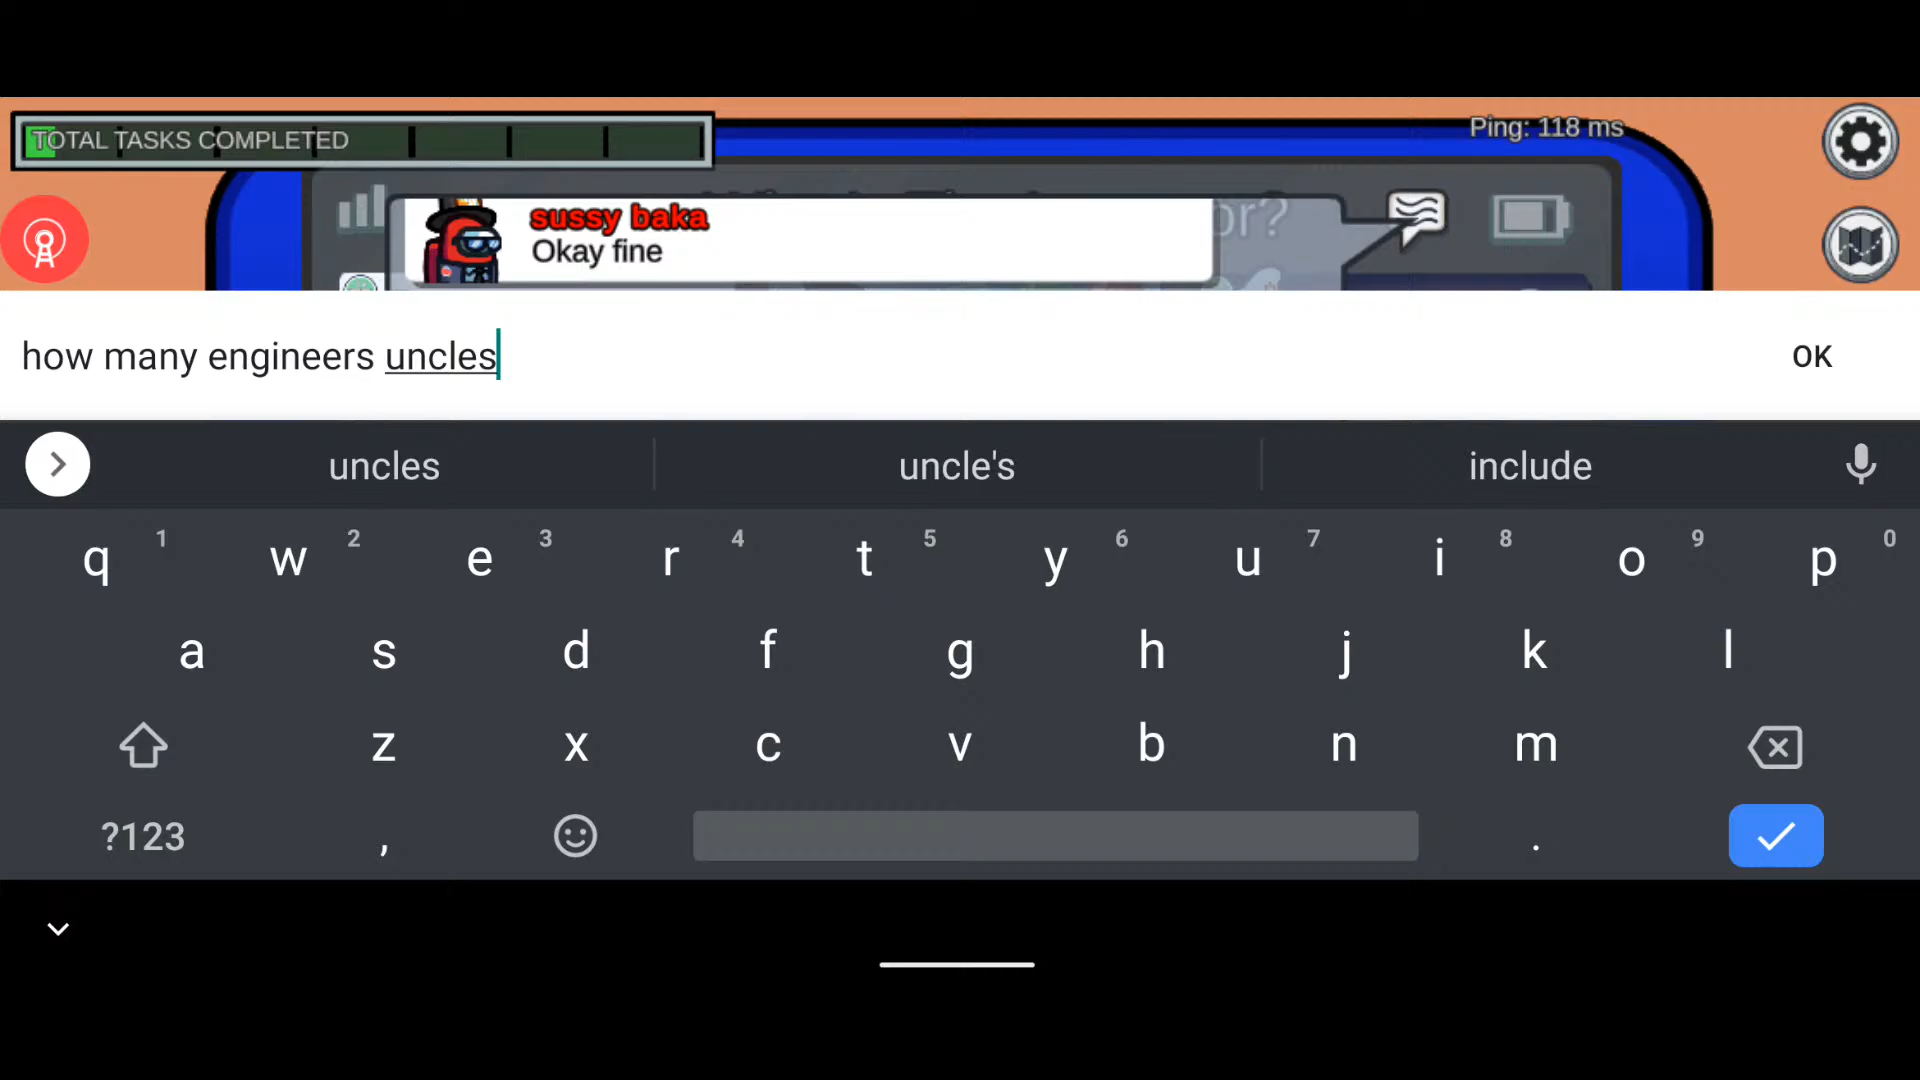 TOTAL TASKS COMPLETED
Ping: 118 ms
or?
sussy baka
Okay fine
how many engineers uncles
OK
uncles uncle's include
q 1 w 2 e 3 r 4 t 5 y 6 u 7 i 8 o 9 p 0
a s d f g h j k l
z x c v b n m
?123 , .